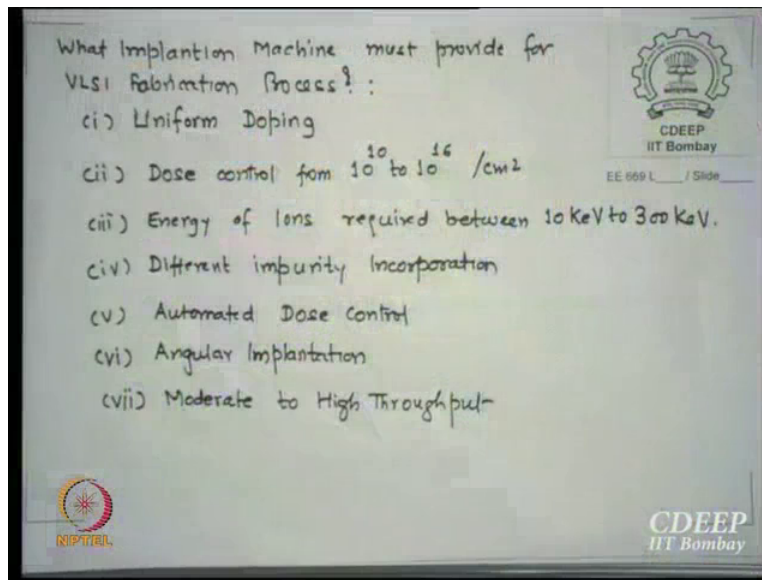 What Implantion Machine must provide for
VLSI Fabrication Process? :
(i) Uniform Doping
(ii) Dose control fom 10^10 to 10^16 /cm2
(iii) Energy of Ions required between 10 KeV to 300 KeV.
(iv) Different impurity Incorporation
(v) Automated Dose Control
(vi) Angular Implantation
(vii) Moderate to High Throughput
CDEEP
IIT Bombay
EE 669 L___ / Slide___
NPTEL
CDEEP
IIT Bombay